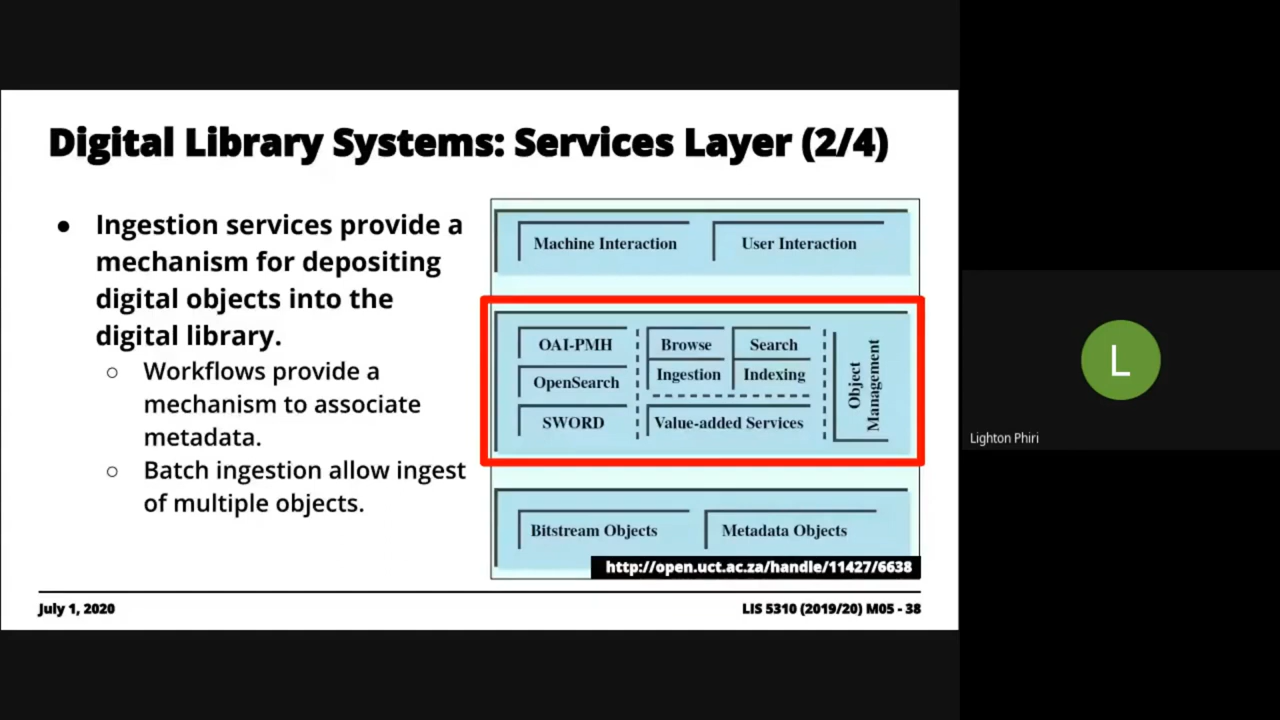 Digital Library Systems: Services Layer (2/4)
● Ingestion services provide a
mechanism for depositing
digital objects into the
digital library.
○ Workflows provide a
mechanism to associate
metadata.
○ Batch ingestion allow ingest
of multiple objects.
Machine Interaction
User Interaction
OAI-PMH
OpenSearch
SWORD
Browse
Search
Ingestion
Indexing
Value-added Services
Object
Management
Bitstream Objects
Metadata Objects
http://open.uct.ac.za/handle/11427/6638
July 1, 2020
LIS 5310 (2019/20) M05 - 38
L
Lighton Phiri